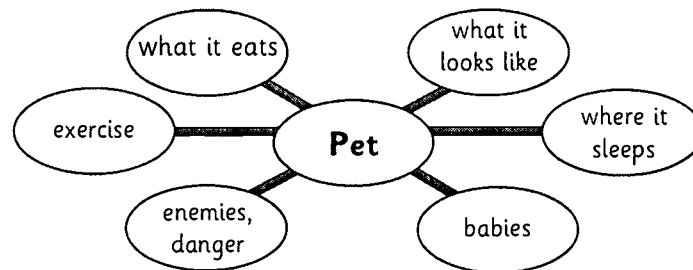 what it eats
what it
looks like
exercise
Pet
where it
sleeps
enemies,
danger
babies